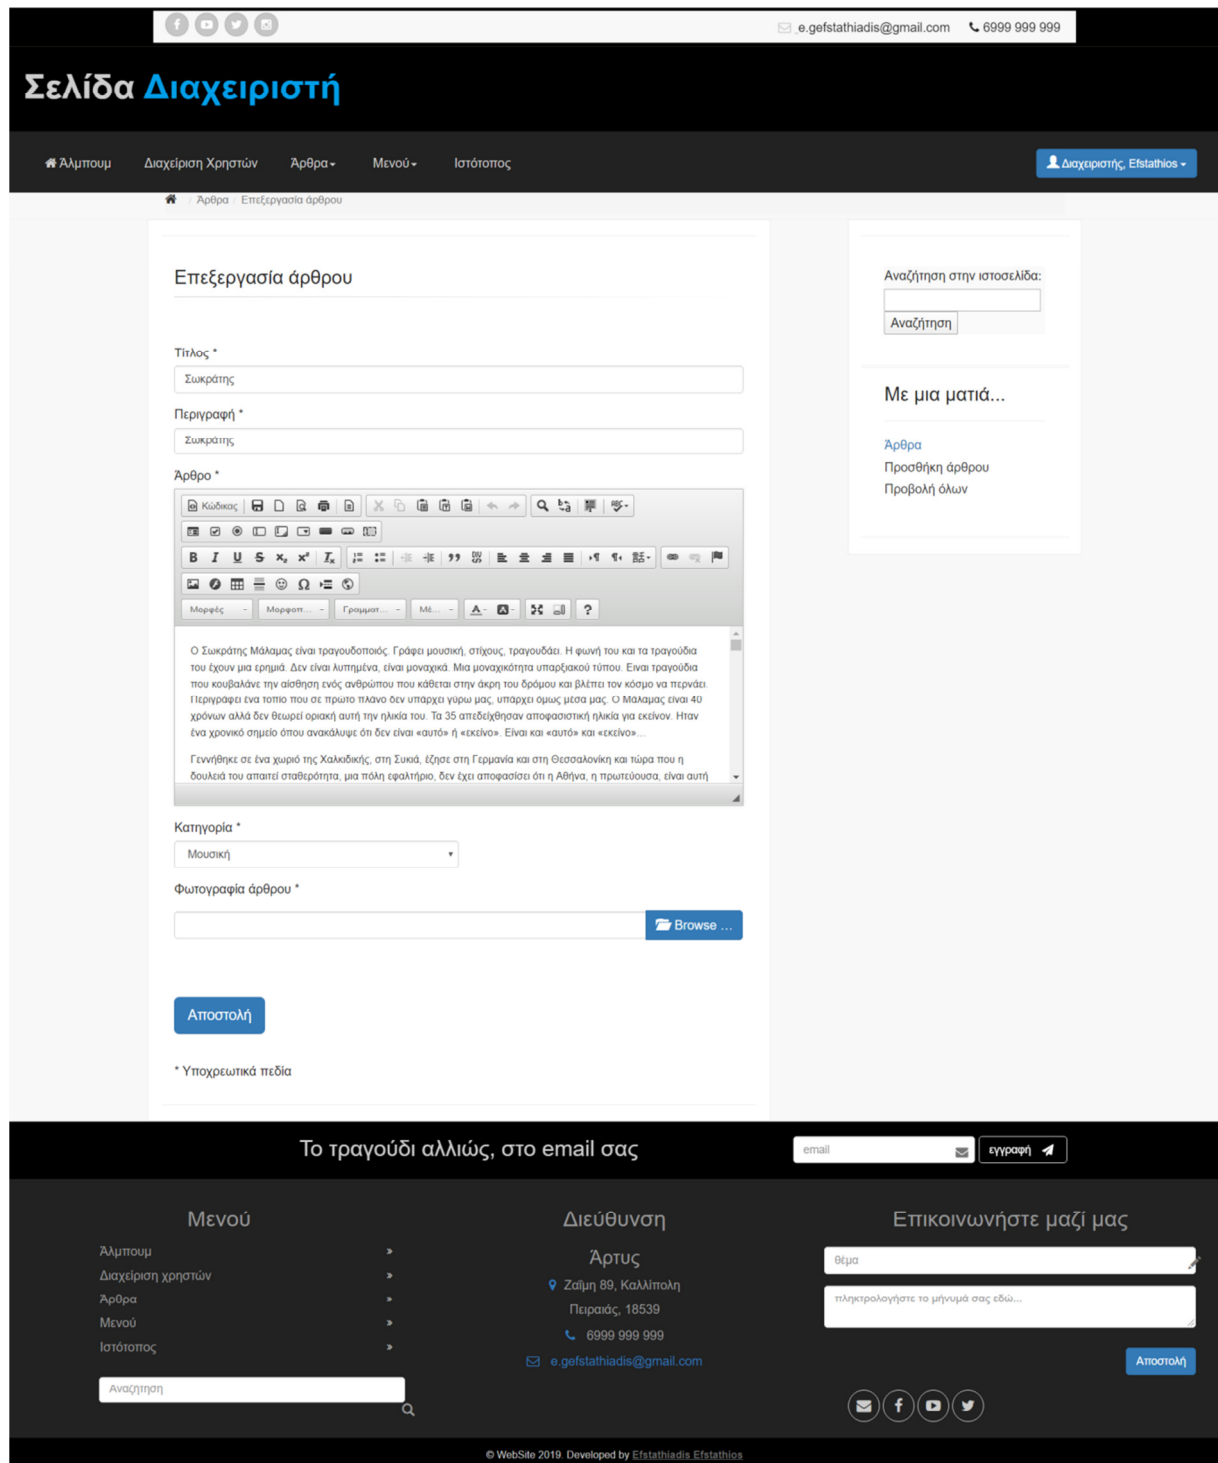 e.gefstathiadis@gmail.com 6999 999 999
Σελίδα Διαχειριστή
Άλμπουμ Διαχείριση Χρηστών Άρθρα Μενού Ιστότοπος Διαχειριστής, Efstathios
/ Άρθρα / Επεξεργασία άρθρου
Επεξεργασία άρθρου
Τίτλος *
Σωκράτης
Περιγραφή *
Σωκράτης
Άρθρο *
Κώδικας
Μορφές Μορφοπ... Γραμματ... Μέ...
Ο Σωκράτης Μάλαμας είναι τραγουδοποιός. Γράφει μουσική, στίχους, τραγουδάει. Η φωνή του και τα τραγούδια
του έχουν μια ερημιά. Δεν είναι λυπημένα, είναι μοναχικά. Μια μοναχικότητα υπαρξιακού τύπου. Ειναι τραγούδια
που κουβαλάνε την αίσθηση ενός ανθρώπου που κάθεται στην άκρη του δρόμου και βλέπει τον κόσμο να περνάει.
Περιγράφει ένα τοπίο που σε πρώτο πλάνο δεν υπάρχει γύρω μας, υπάρχει όμως μέσα μας. Ο Μάλαμας είναι 40
χρόνων αλλά δεν θεωρεί οριακή αυτή την ηλικία του. Τα 35 απεδείχθησαν αποφασιστική ηλικία για εκείνον. Ηταν
ένα χρονικό σημείο όπου ανακάλυψε ότι δεν είναι «αυτό» ή «εκείνο». Είναι και «αυτό» και «εκείνο»...
Γεννήθηκε σε ένα χωριό της Χαλκιδικής, στη Συκιά, έζησε στη Γερμανία και στη Θεσσαλονίκη και τώρα που η
δουλειά του απαιτεί σταθερότητα, μια πόλη εφαλτήριο, δεν έχει αποφασίσει ότι η Αθήνα, η πρωτεύουσα, είναι αυτή
Κατηγορία *
Μουσική
Φωτογραφία άρθρου *
Browse ...
Αποστολή
* Υποχρεωτικά πεδία
Αναζήτηση στην ιστοσελίδα:
Αναζήτηση
Με μια ματιά...
Άρθρα
Προσθήκη άρθρου
Προβολή όλων
Το τραγούδι αλλιώς, στο email σας email εγγραφή
Μενού
Άλμπουμ »
Διαχείριση χρηστών »
Άρθρα »
Μενού »
Ιστότοπος »
Αναζήτηση
Διεύθυνση
Άρτυς
Ζαΐμη 89, Καλλίπολη
Πειραιάς, 18539
6999 999 999
e.gefstathiadis@gmail.com
Επικοινωνήστε μαζί μας
θέμα
πληκτρολογήστε το μήνυμά σας εδώ...
Αποστολή
© WebSite 2019. Developed by Efstathiadis Efstathios